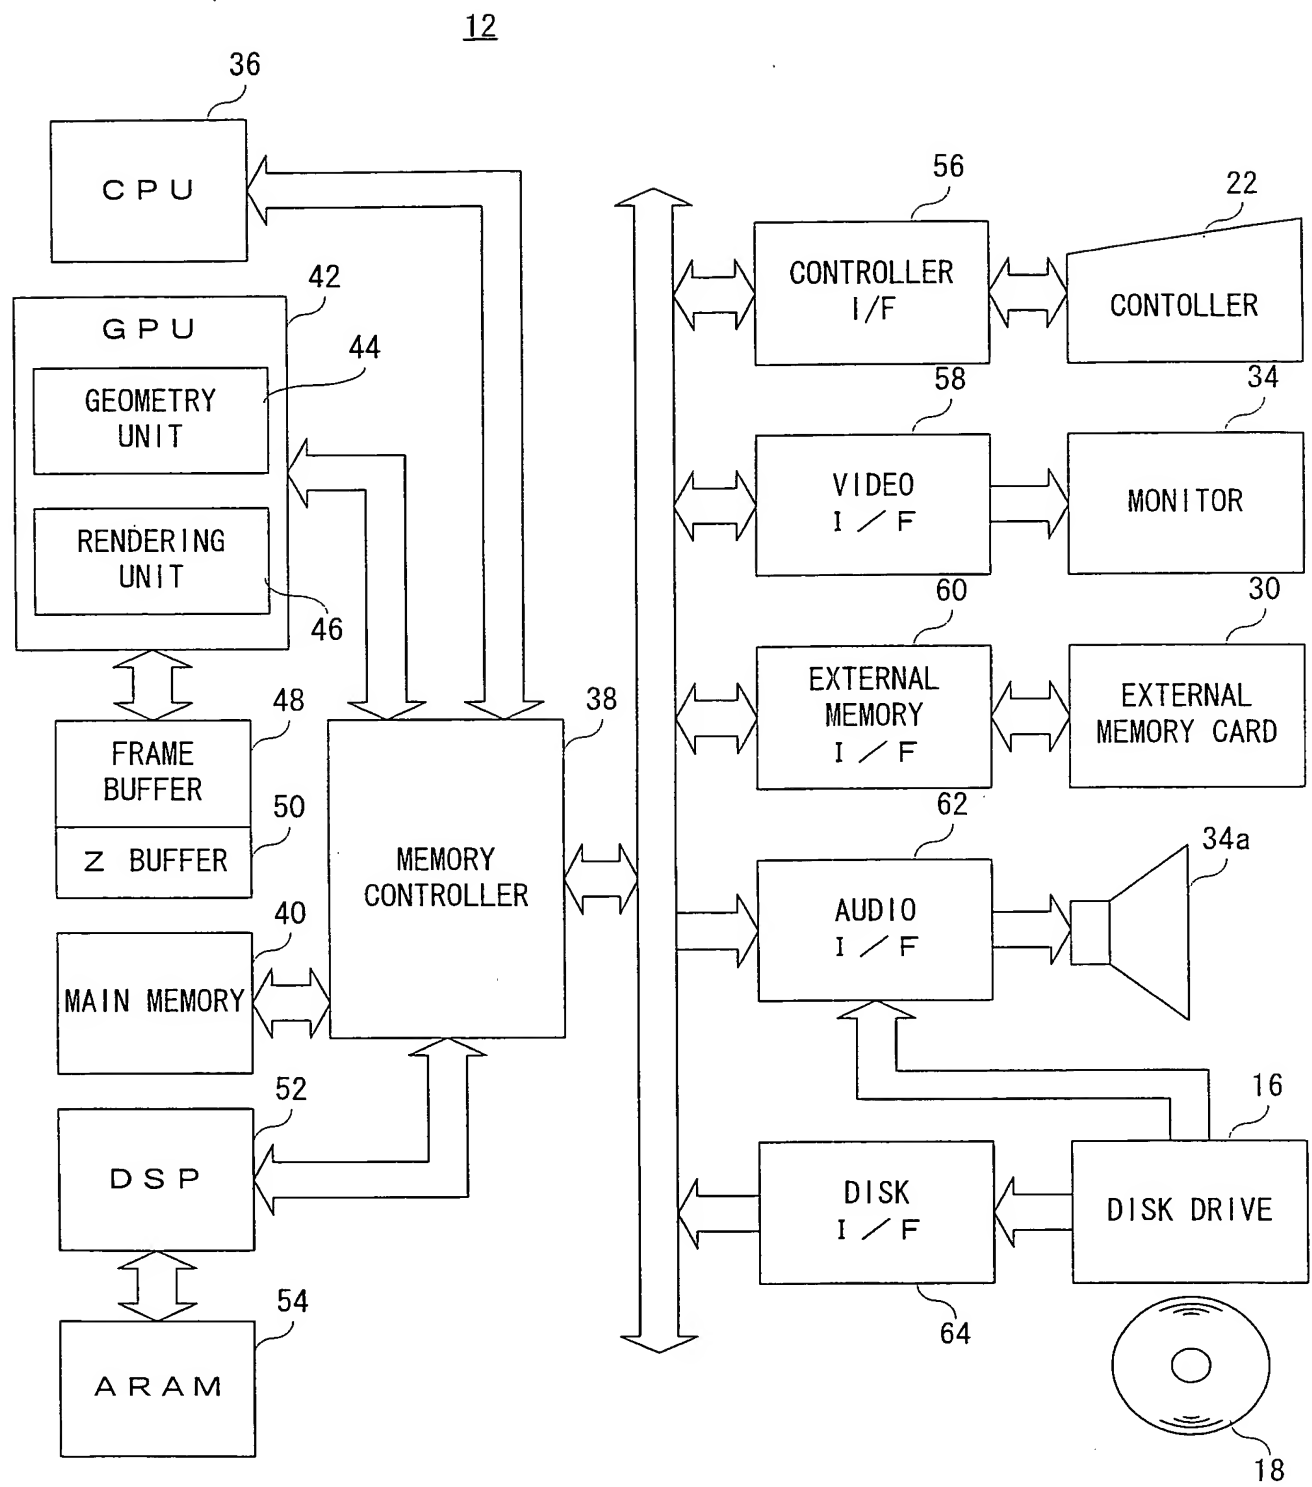 12
36
CPU
42
GPU
44
GEOMETRY
UNIT
RENDERING
UNIT
46
48
FRAME
BUFFER
50
Z BUFFER
40
MAIN MEMORY
52
DSP
54
ARAM
38
MEMORY
CONTROLLER
56
CONTROLLER
I/F
22
CONTOLLER
58
VIDEO
I/F
34
MONITOR
60
EXTERNAL
MEMORY
I/F
30
EXTERNAL
MEMORY CARD
62
AUDIO
I/F
34a
16
DISK
I/F
64
DISK DRIVE
18